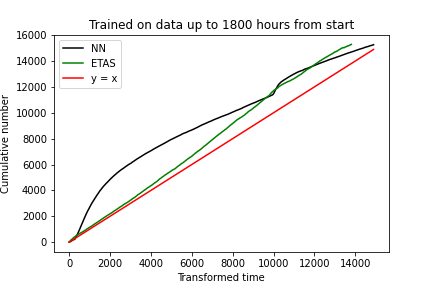 Trained on data up to 1800 hours from start
Cumulative number
16000
14000
12000
10000
8000
6000
4000
2000
0
NN
ETAS
y = x
0 2000 4000 6000 8000 10000 12000 14000
Transformed time